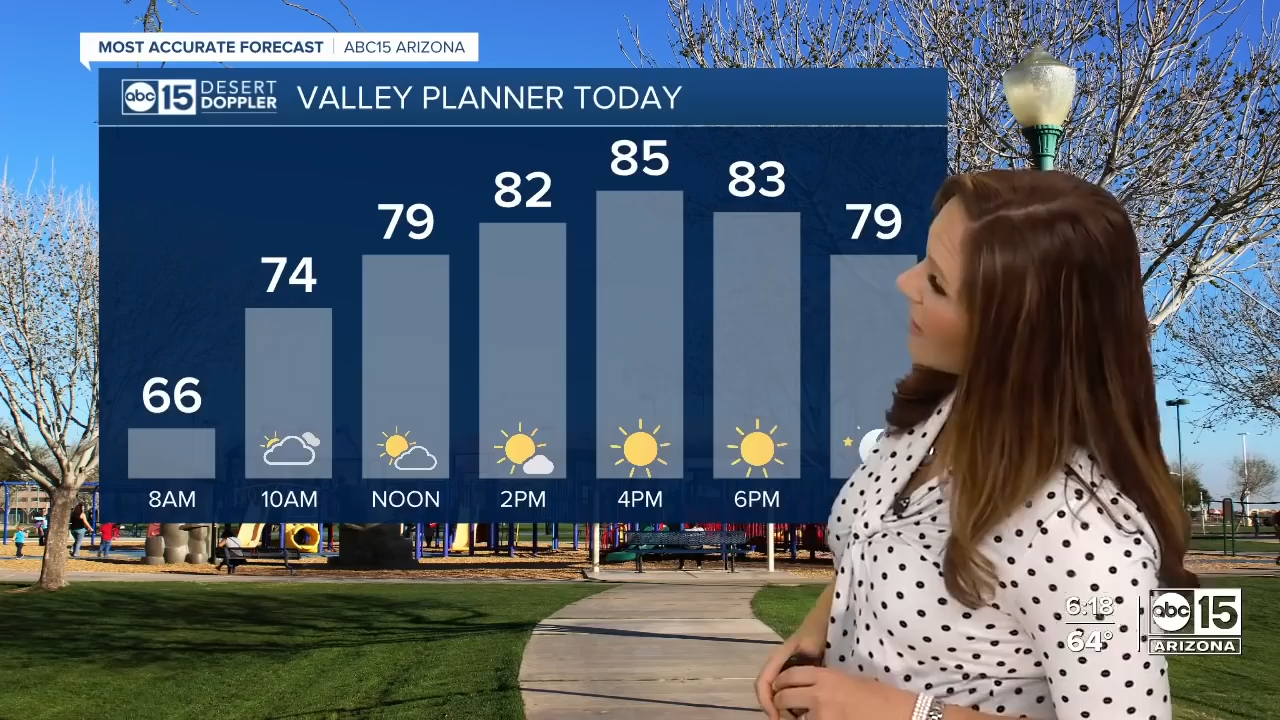 MOST ACCURATE FORECAST | ABC15 ARIZONA
abc 15 DESERT DOPPLER
VALLEY PLANNER TODAY
66 74 79 82 85 83 79
8AM 10AM NOON 2PM 4PM 6PM
6:18
64°
abc 15
ARIZONA